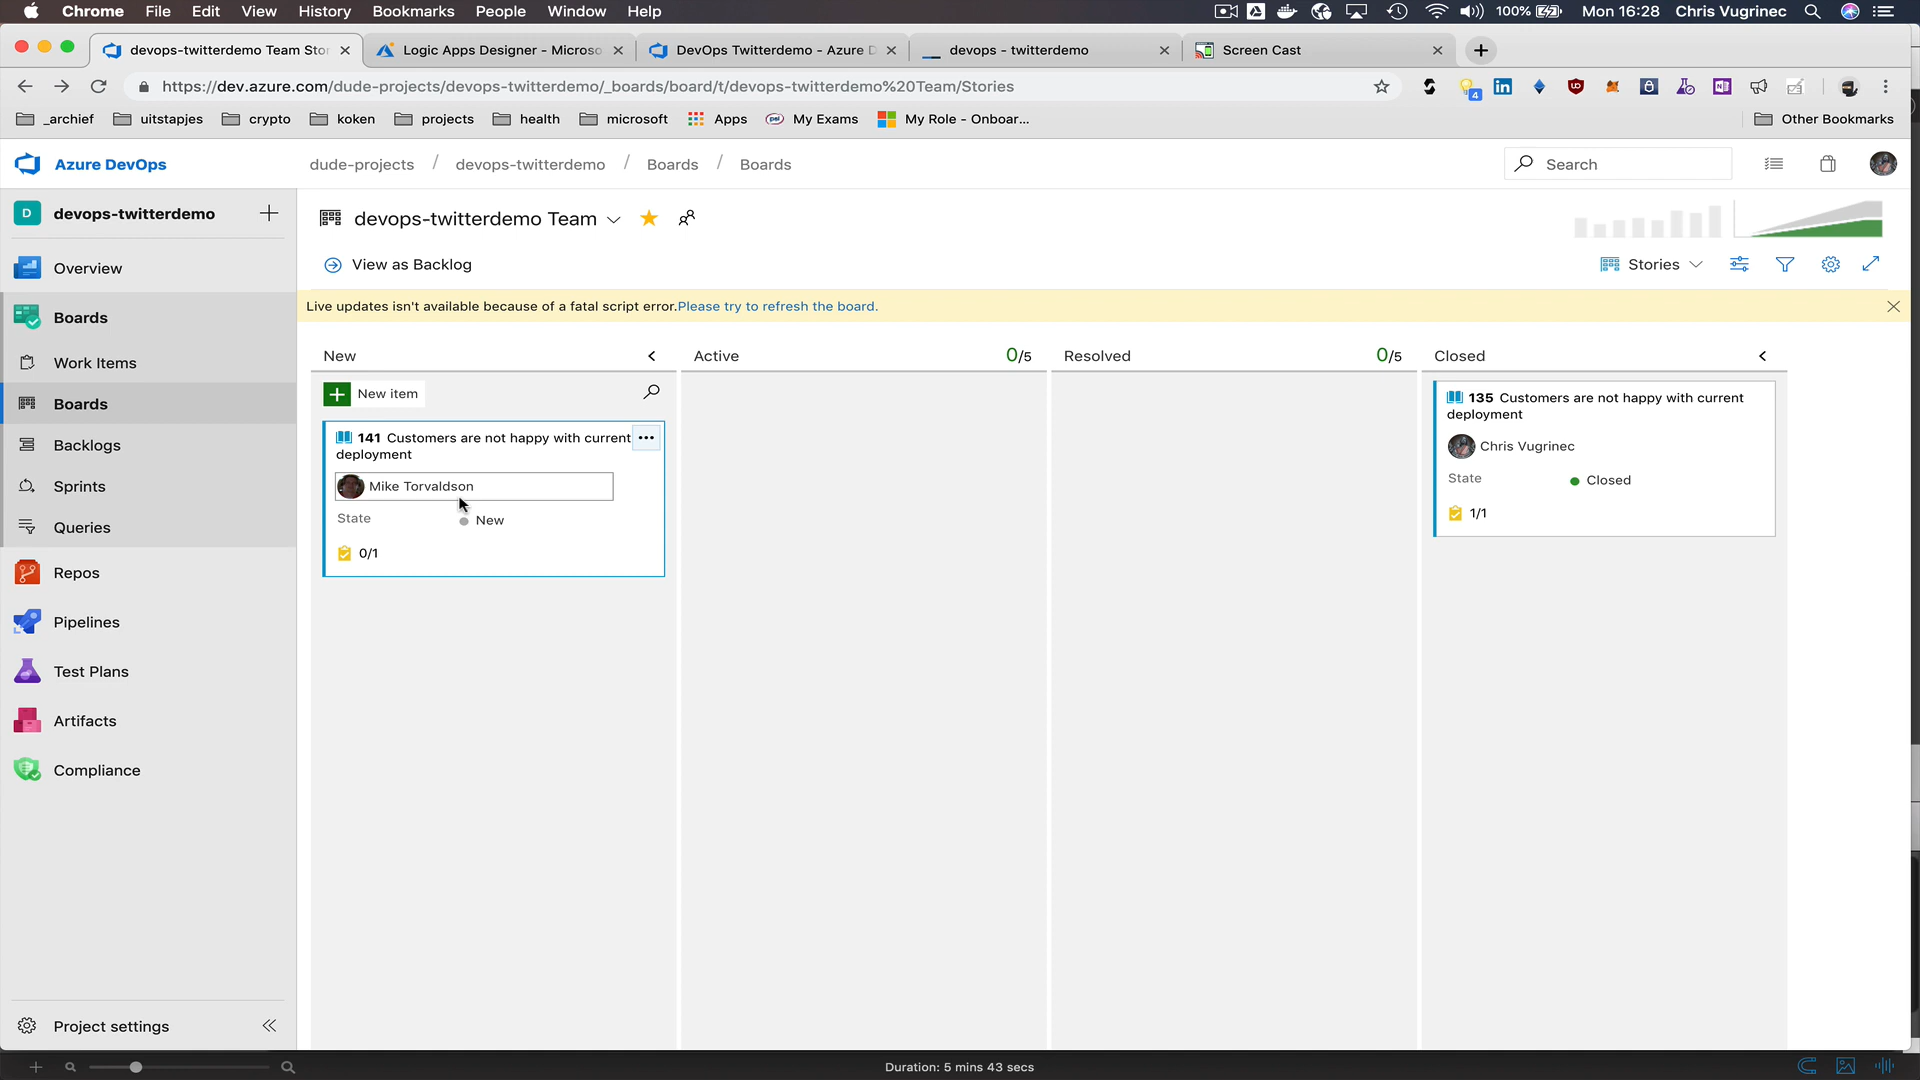 Chrome File Edit View History Bookmarks People Window Help 100% Mon 16:28 Chris Vugrinec
devops-twitterdemo Team Stor Logic Apps Designer - Microso DevOps Twitterdemo - Azure D devops - twitterdemo Screen Cast
https://dev.azure.com/dude-projects/devops-twitterdemo/_boards/board/t/devops-twitterdemo%20Team/Stories 4
_archief uitstapjes crypto koken projects health microsoft Apps My Exams My Role - Onboar... Other Bookmarks
Azure DevOps dude-projects / devops-twitterdemo / Boards / Boards Search
D devops-twitterdemo
devops-twitterdemo Team
Overview
View as Backlog Stories
Live updates isn't available because of a fatal script error.Please try to refresh the board.
Boards
Work Items
Boards
Backlogs
Sprints
Queries
Repos
Pipelines
Test Plans
Artifacts
Compliance
Project settings
New Active 0/5 Resolved 0/5 Closed
New item
141 Customers are not happy with current
deployment
Mike Torvaldson
State New
0/1
135 Customers are not happy with current
deployment
Chris Vugrinec
State Closed
1/1
Duration: 5 mins 43 secs